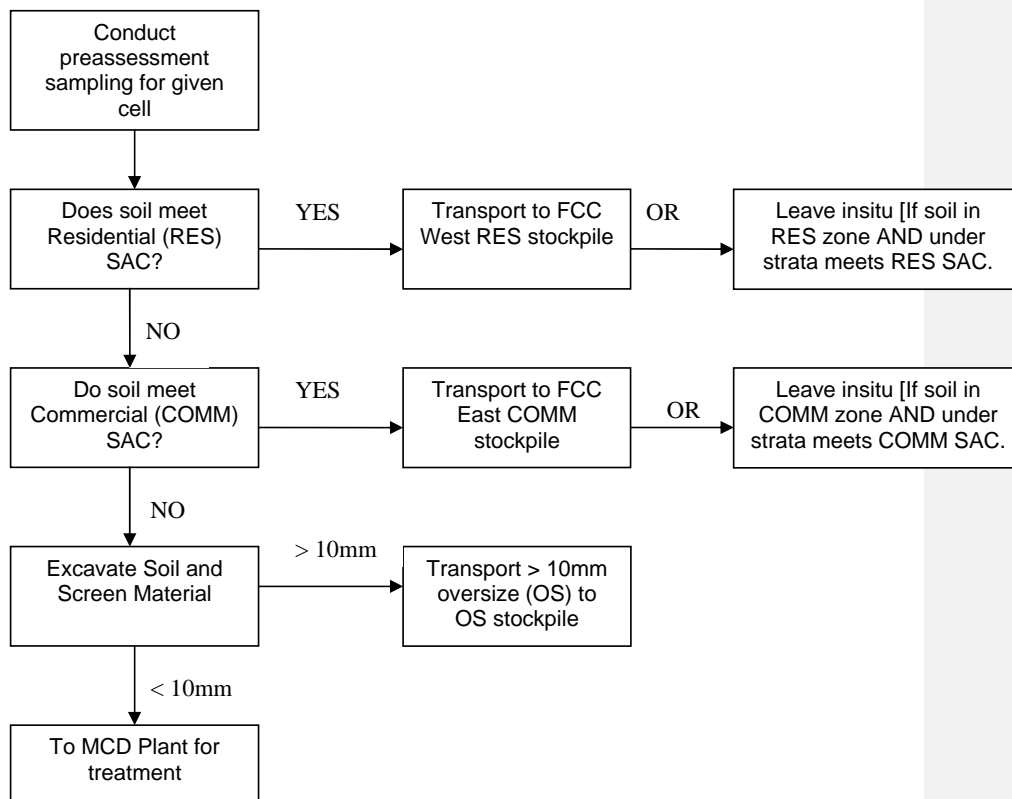 Conduct
preassessment
sampling for given
cell
Does soil meet
Residential (RES)
SAC?
YES
Transport to FCC
West RES stockpile
OR
Leave insitu [If soil in
RES zone AND under
strata meets RES SAC.
NO
Do soil meet
Commercial (COMM)
SAC?
YES
Transport to FCC
East COMM
stockpile
OR
Leave insitu [If soil in
COMM zone AND under
strata meets COMM SAC.
NO
Excavate Soil and
Screen Material
> 10mm
Transport > 10mm
oversize (OS) to
OS stockpile
< 10mm
To MCD Plant for
treatment